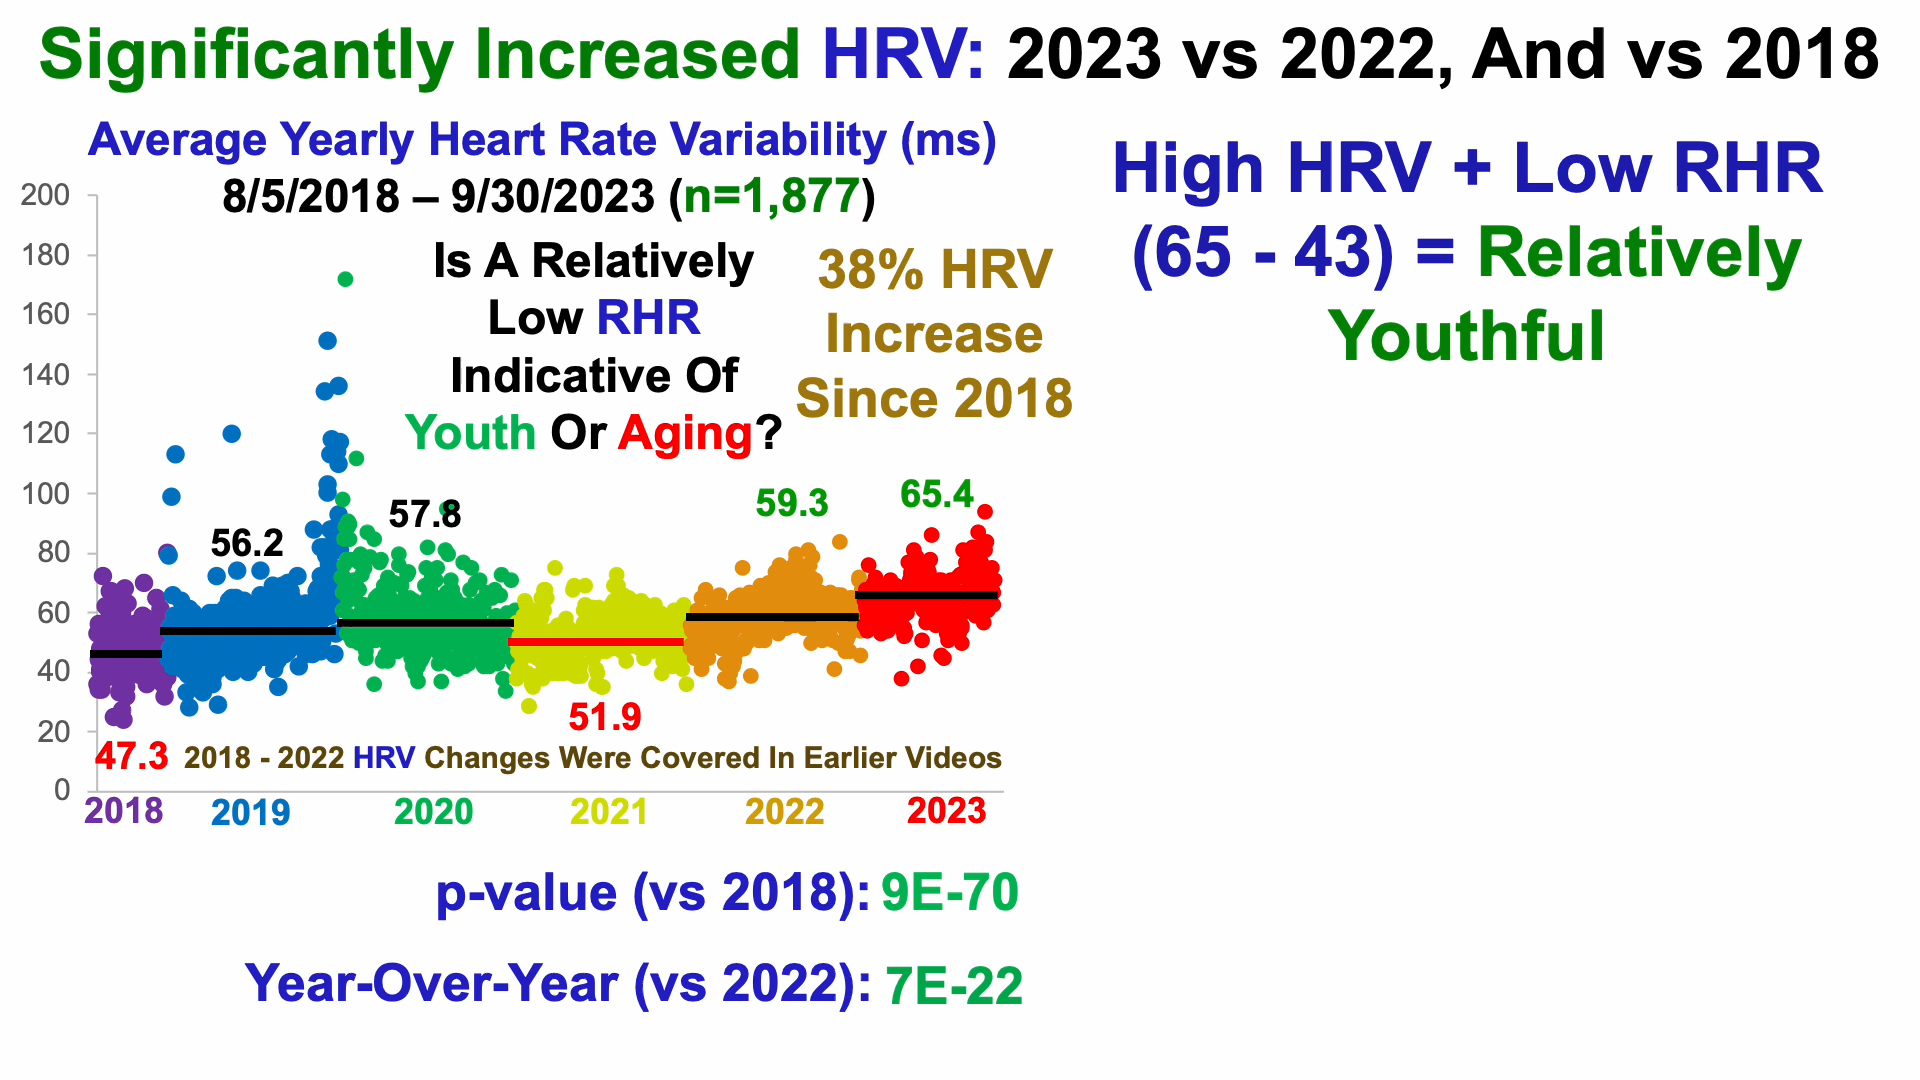 Significantly Increased HRV: 2023 vs 2022, And vs 2018
Average Yearly Heart Rate Variability (ms)
8/5/2018 – 9/30/2023 (n=1,877)
Is A Relatively
Low RHR
Indicative Of
Youth Or Aging?
38% HRV
Increase
Since 2018
High HRV + Low RHR
(65 - 43) = Relatively
Youthful
200
180
160
140
120
100
80
60
40
20
0
47.3
56.2
57.8
51.9
59.3
65.4
2018 - 2022 HRV Changes Were Covered In Earlier Videos
2018
2019
2020
2021
2022
2023
p-value (vs 2018): 9E-70
Year-Over-Year (vs 2022): 7E-22